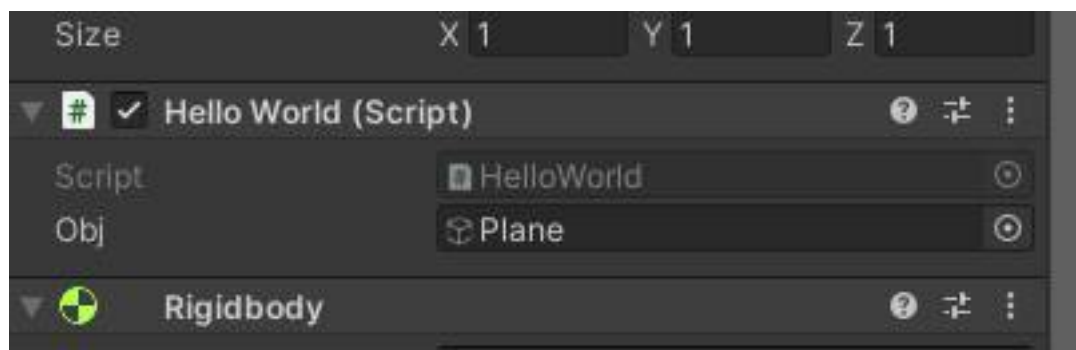 Size X 1 Y 1 Z 1
Hello World (Script)
Script HelloWorld
Obj Plane
Rigidbody